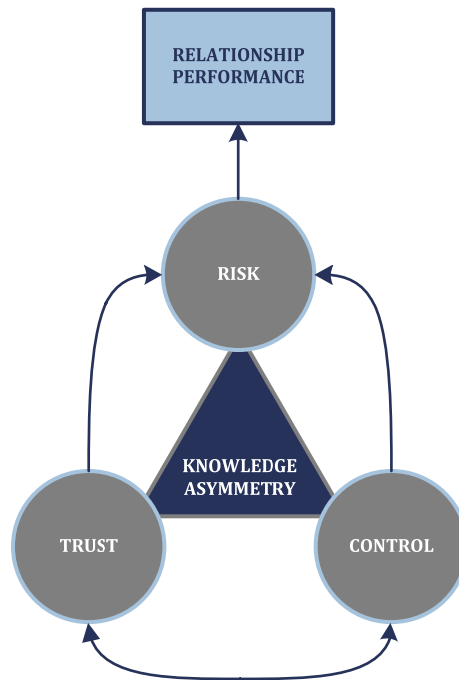 RELATIONSHIP
PERFORMANCE
RISK
KNOWLEDGE
ASYMMETRY
TRUST
CONTROL